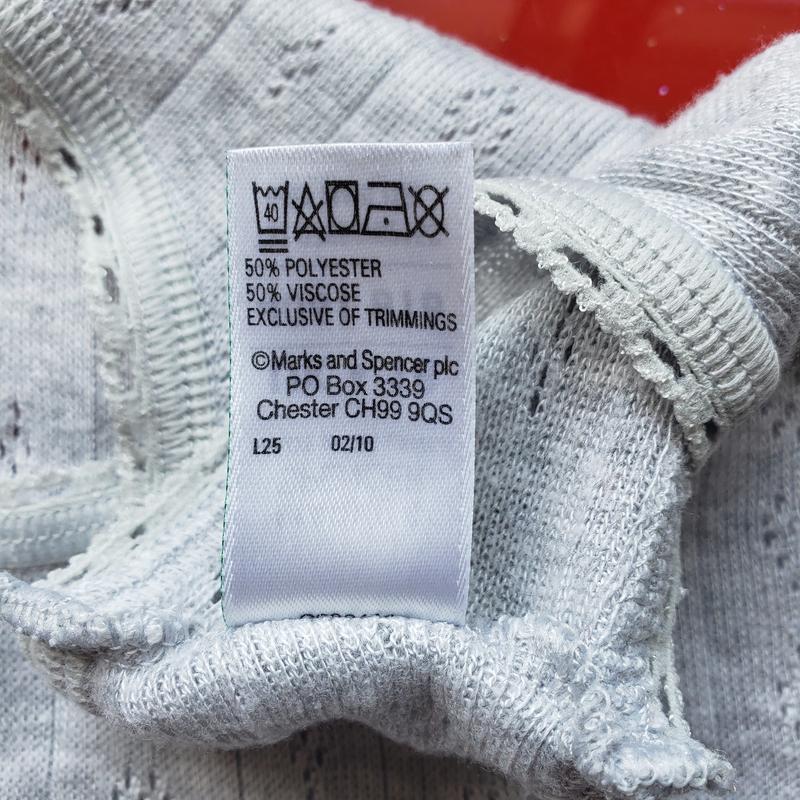 40
50% POLYESTER
50% VISCOSE
EXCLUSIVE OF TRIMMINGS
©Marks and Spencer plc
PO Box 3339
Chester CH99 9QS
L25 02/10